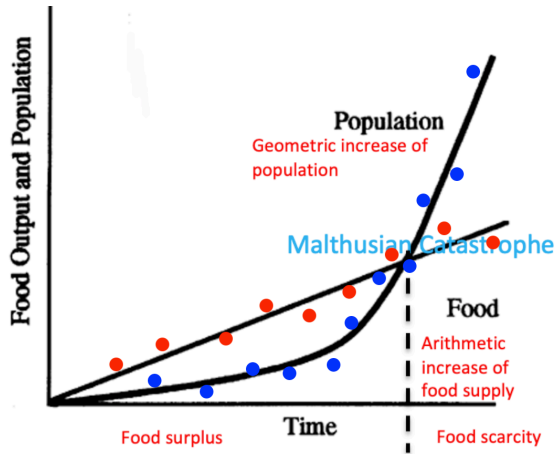 Food Output and Population
Population
Geometric increase of
population
Malthusian Catastrophe
Food
Arithmetic
increase of
food supply
Time
Food surplus
Food scarcity